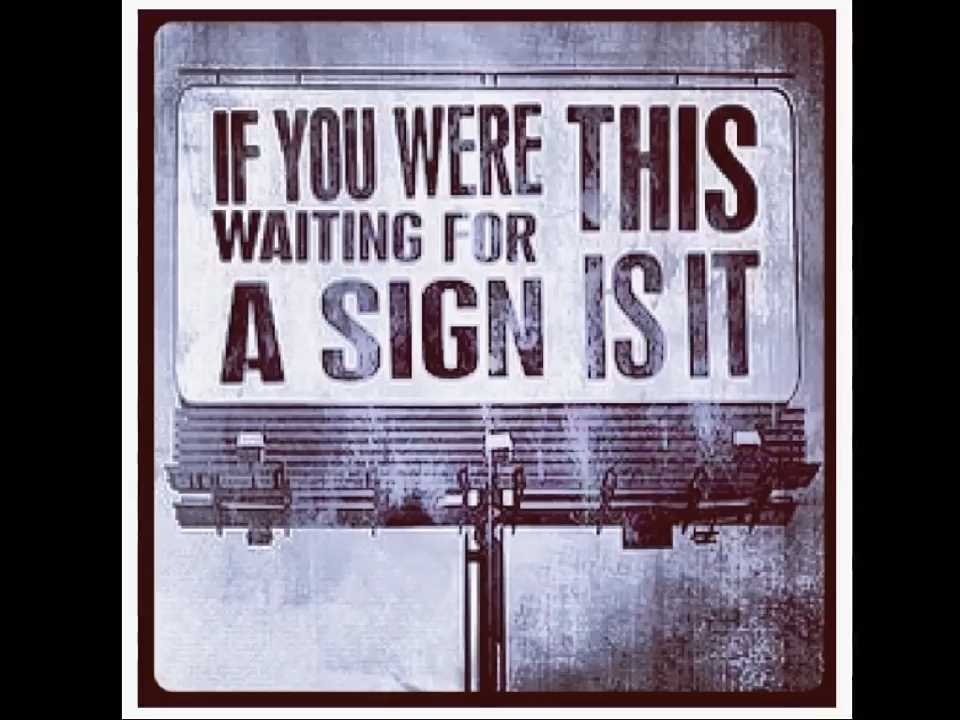 IF YOU WERE
WAITING FOR
A SIGN
THIS
IS IT